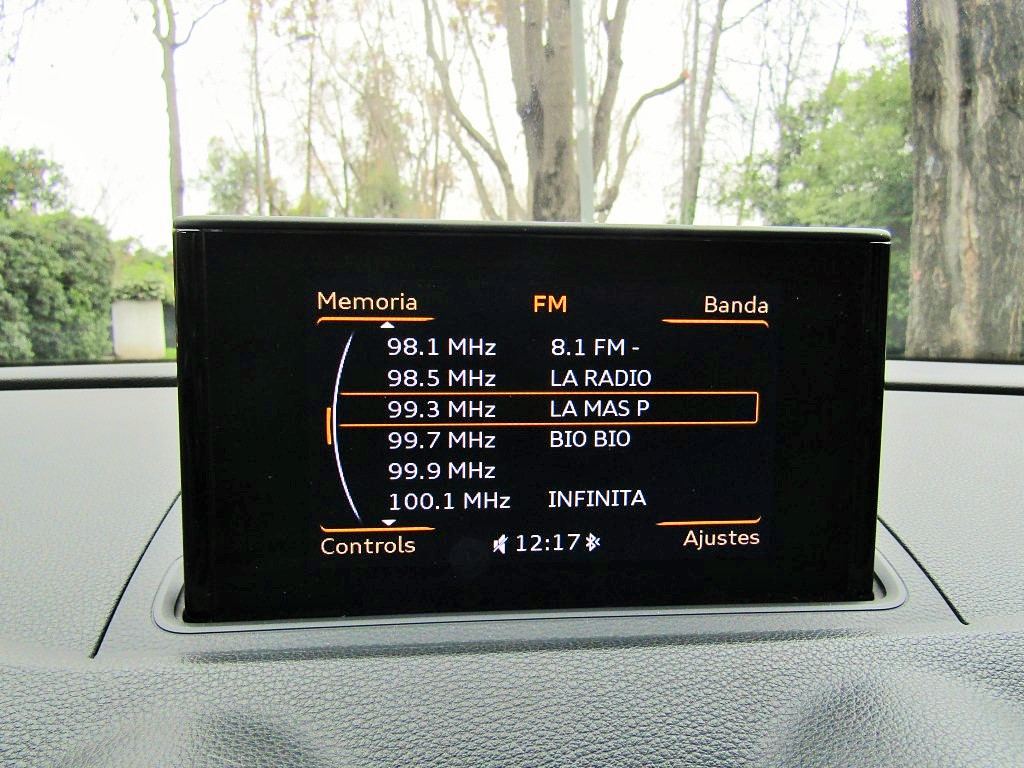 Memoria FM Banda
98.1 MHz 8.1 FM -
98.5 MHz LA RADIO
99.3 MHz LA MAS P
99.7 MHz BIO BIO
99.9 MHz
100.1 MHz INFINITA
Controls 12:17 Ajustes